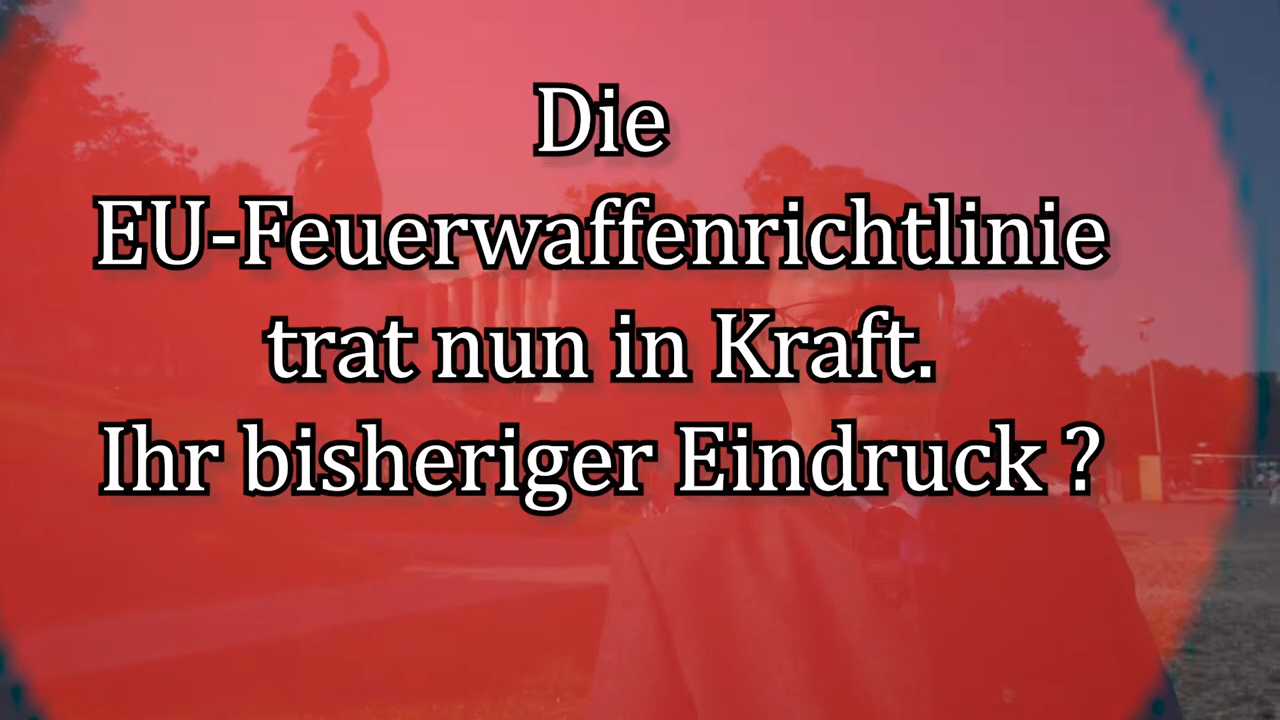 Die
EU-Feuerwaffenrichtlinie
trat nun in Kraft.
Ihr bisheriger Eindruck ?